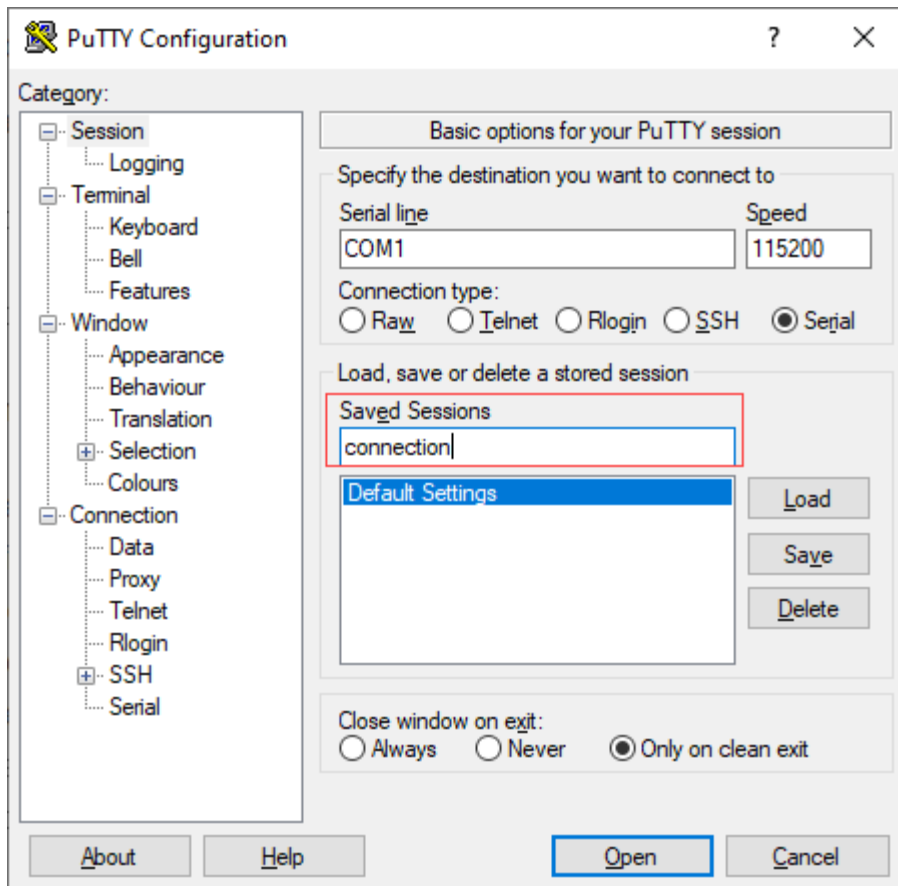 PuTTY Configuration
?
Category:
Session
Logging
Terminal
Keyboard
Bell
Features
Window
Appearance
Behaviour
Translation
Selection
Colours
Connection
Data
Proxy
Telnet
Rlogin
SSH
Serial
Basic options for your PuTTY session
Specify the destination you want to connect to
Serial line Speed
COM1 115200
Connection type:
Raw Telnet Rlogin SSH Serial
Load, save or delete a stored session
Saved Sessions
connection
Default Settings
Load
Save
Delete
Close window on exit:
Always Never Only on clean exit
About Help Open Cancel